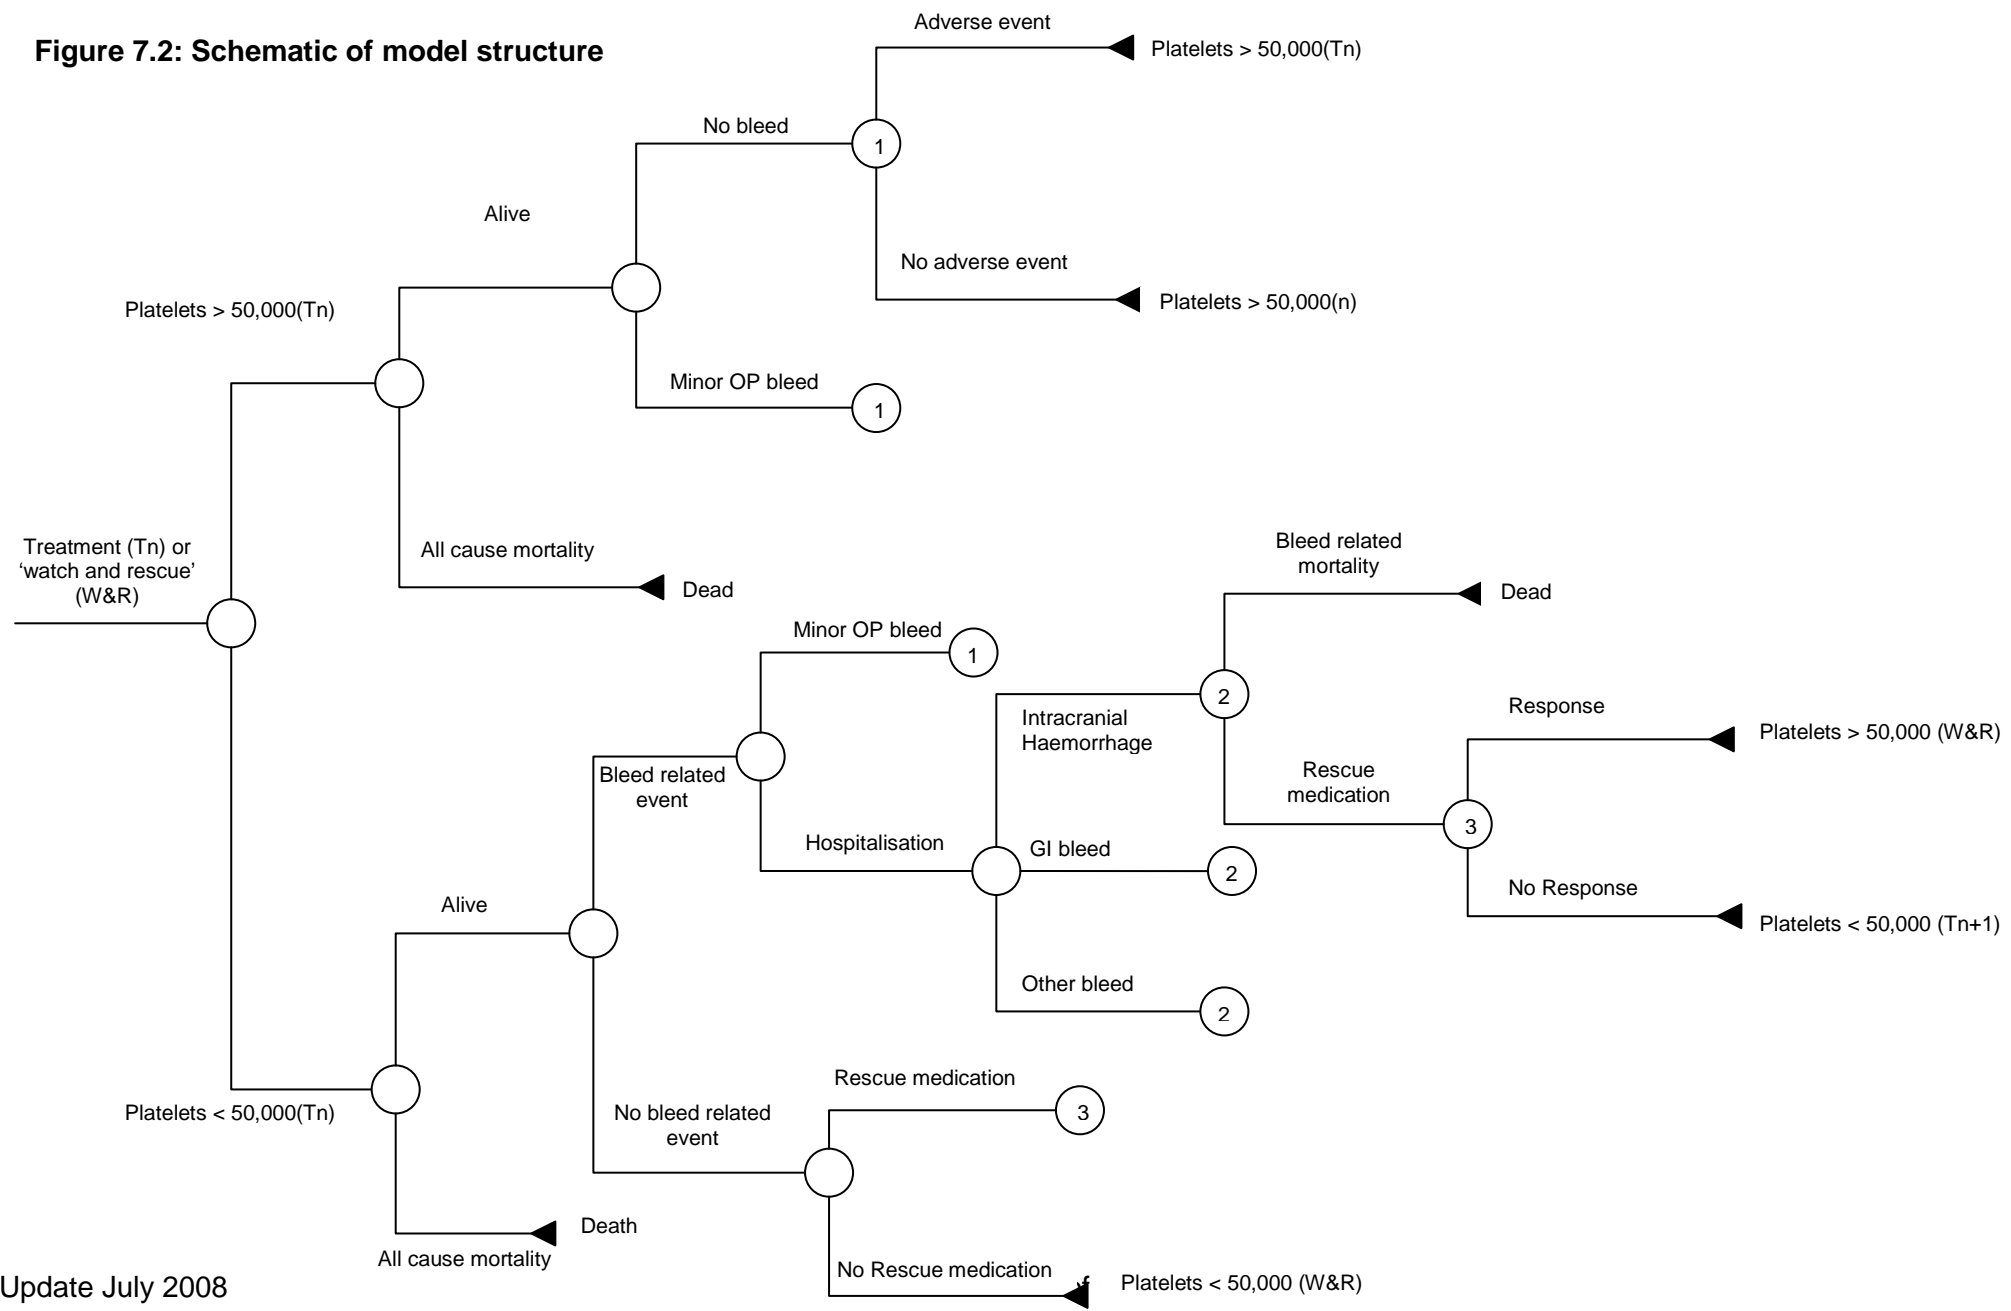 Adverse event
Platelets > 50,000(Tn)
Figure 7.2: Schematic of model structure
No bleed
1
Alive
No adverse event
Platelets > 50,000(n)
Platelets > 50,000(Tn)
Minor OP bleed
1
All cause mortality
Dead
Treatment (Tn) or
‘watch and rescue’
(W&R)
Bleed related
mortality
Dead
Minor OP bleed
1
2
Intracranial
Haemorrhage
Response
Platelets > 50,000 (W&R)
Bleed related
event
Rescue
medication
3
Hospitalisation
GI bleed
2
No Response
Platelets < 50,000 (Tn+1)
Alive
Other bleed
2
Rescue medication
3
Platelets < 50,000(Tn)
No bleed related
event
Death
All cause mortality
No Rescue medication
Platelets < 50,000 (W&R)
Update July 2008